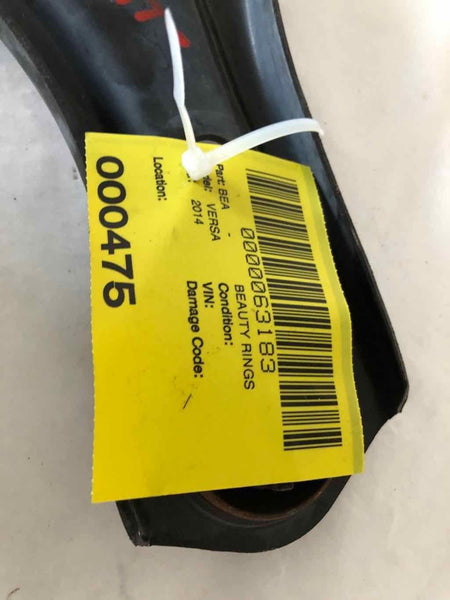 0000063183
Part: BEA - BEAUTY RINGS
VERSA Condition:
2014 VIN:
Location: Damage Code:
000475